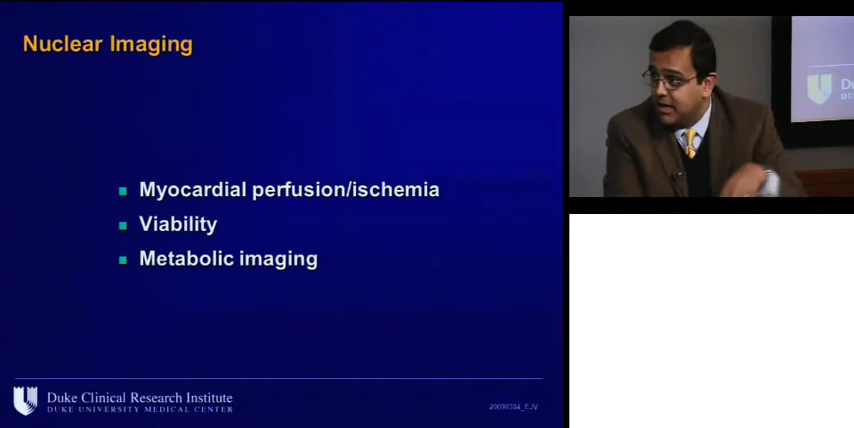 Nuclear Imaging
Myocardial perfusion/ischemia
Viability
Metabolic imaging
Duke Clinical Research Institute
DUKE UNIVERSITY MEDICAL CENTER